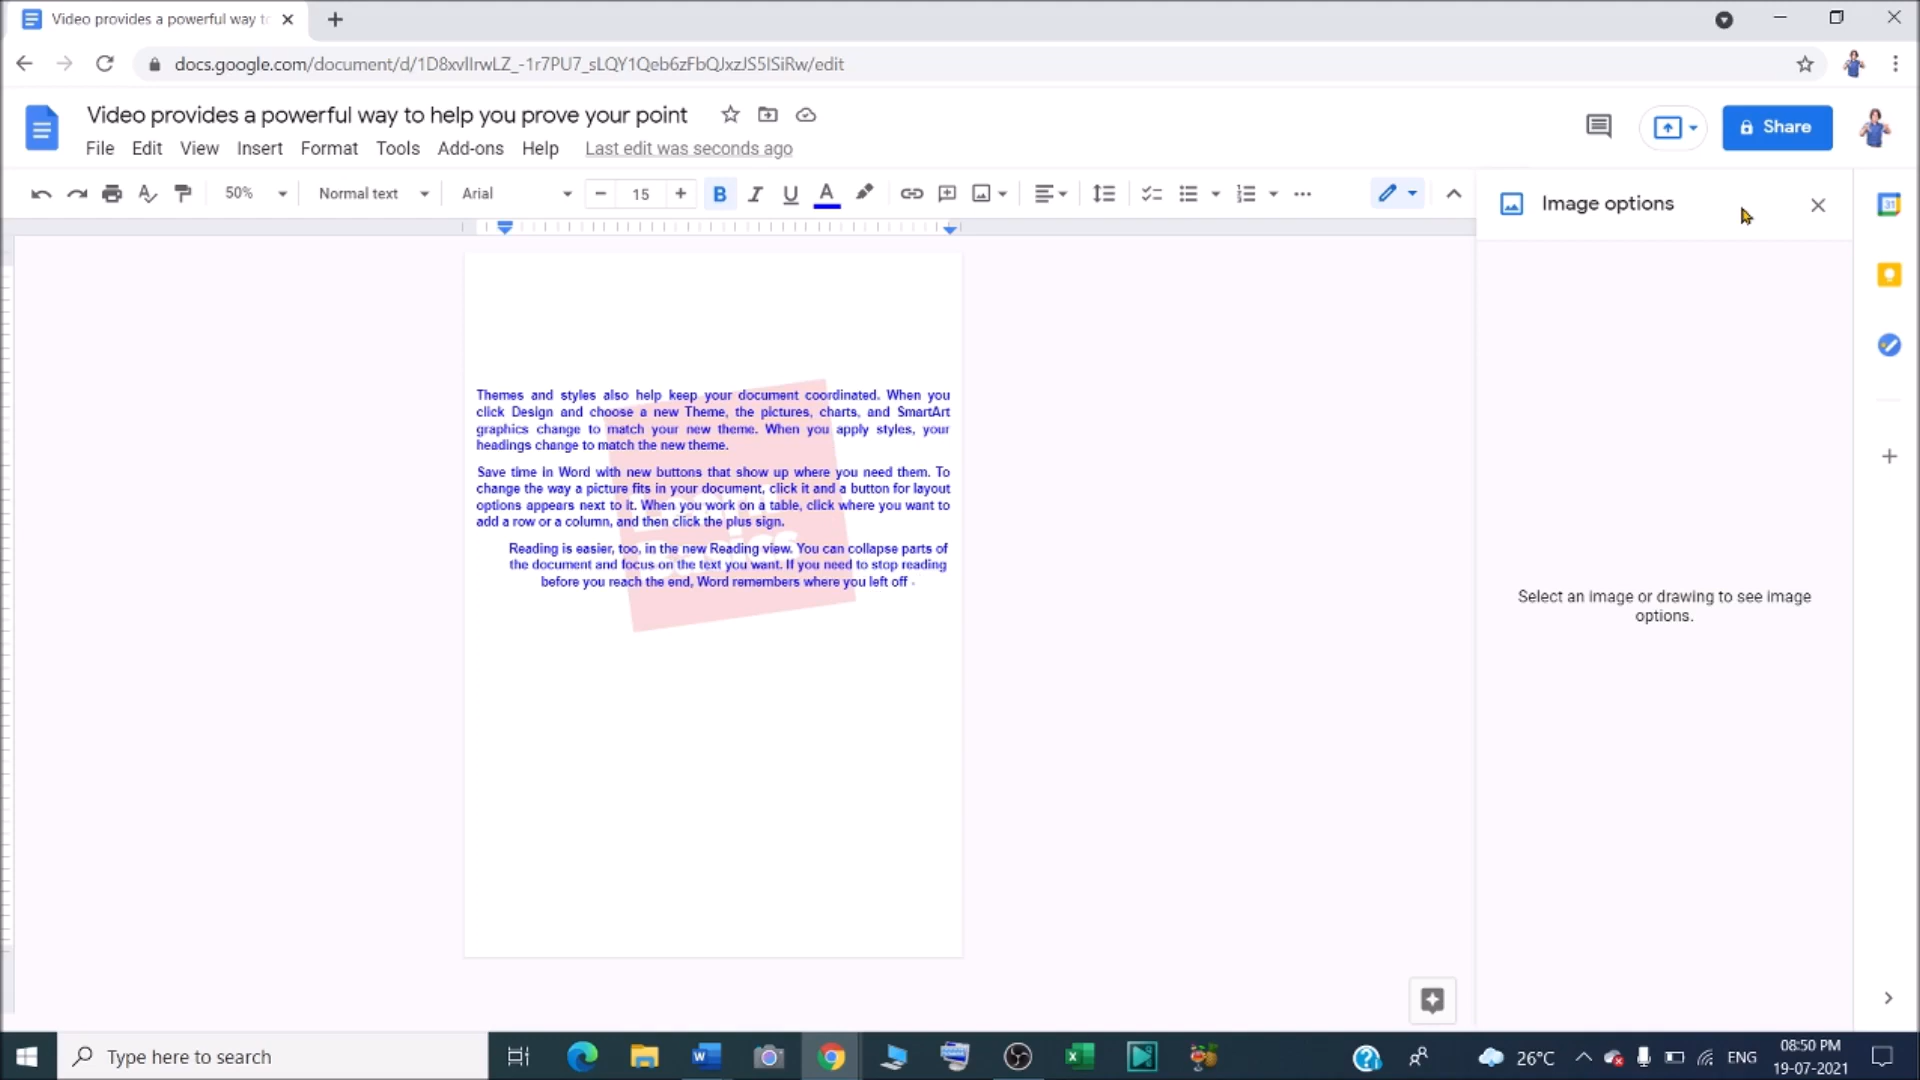 Video provides a powerful way to
docs.google.com/document/d/1D8xvlIrwLZ_-1r7PU7_sLQY1Qeb6zFbQJxzJS5ISiRw/edit
Video provides a powerful way to help you prove your point
File Edit View Insert Format Tools Add-ons Help Last edit was seconds ago
Share
50% Normal text Arial 15 B I U A
Image options
31
Themes and styles also help keep your document coordinated. When you
click Design and choose a new Theme, the pictures, charts, and SmartArt
graphics change to match your new theme. When you apply styles, your
headings change to match the new theme.
Save time in Word with new buttons that show up where you need them. To
change the way a picture fits in your document, click it and a button for layout
options appears next to it. When you work on a table, click where you want to
add a row or a column, and then click the plus sign.
Reading is easier, too, in the new Reading view. You can collapse parts of
the document and focus on the text you want. If you need to stop reading
before you reach the end, Word remembers where you left off -
Select an image or drawing to see image
options.
Type here to search
26°C
ENG
08:50 PM
19-07-2021